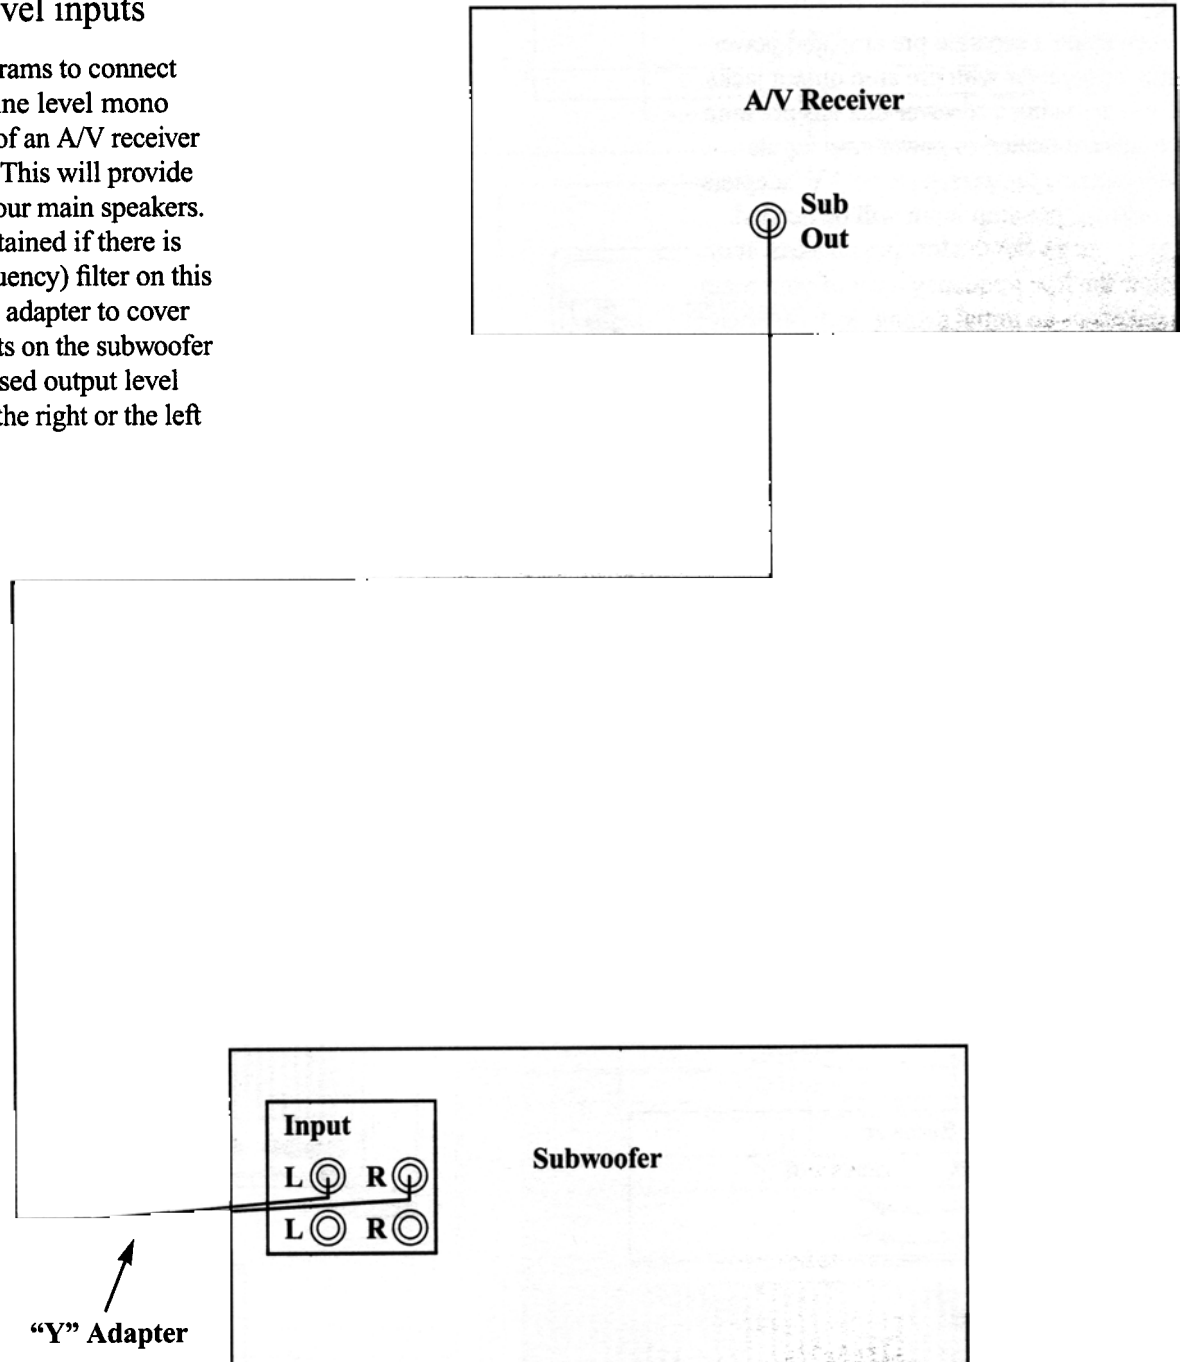 vel inputs
rams to connect
ne level mono
of an A/V receiver
This will provide
our main speakers.
tained if there is
uency) filter on this
adapter to cover
ts on the subwoofer
sed output level
the right or the left
A/V Receiver
Sub
Out
Input
L R
L R
Subwoofer
“Y” Adapter